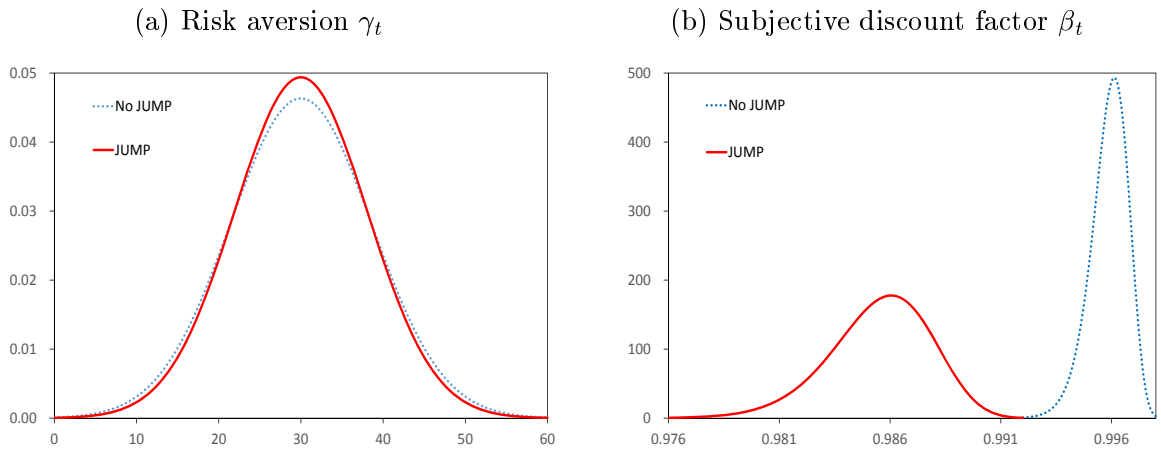 (a) Risk aversion γt
0.05
0.04
0.03
0.02
0.01
0.00
No JUMP
JUMP
0 10 20 30 40 50 60
(b) Subjective discount factor βt
500
400
300
200
100
0
No JUMP
JUMP
0.976 0.981 0.986 0.991 0.996